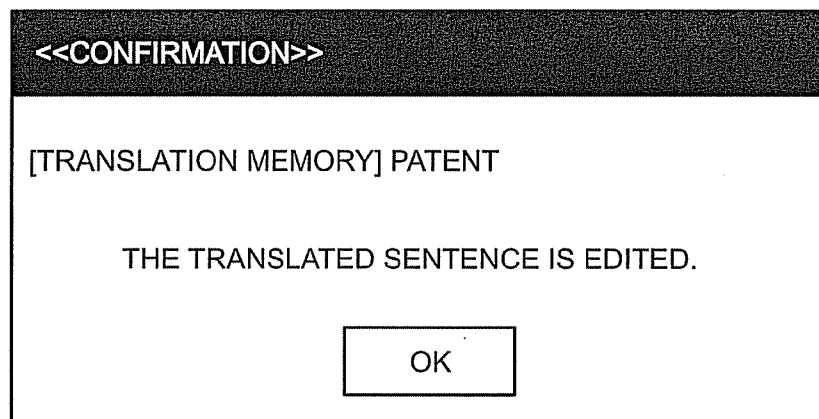 <<CONFIRMATION>>
[TRANSLATION MEMORY] PATENT
THE TRANSLATED SENTENCE IS EDITED.
OK